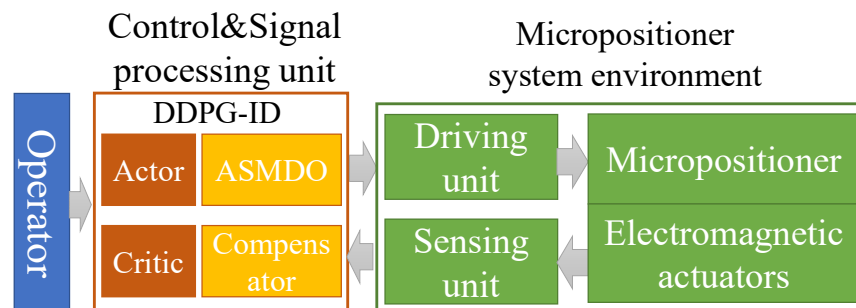 Control&Signal
processing unit
Micropositioner
system environment
Operator
DDPG-ID
Actor
ASMDO
Critic
Compens
ator
Driving
unit
Micropositioner
Sensing
unit
Electromagnetic
actuators